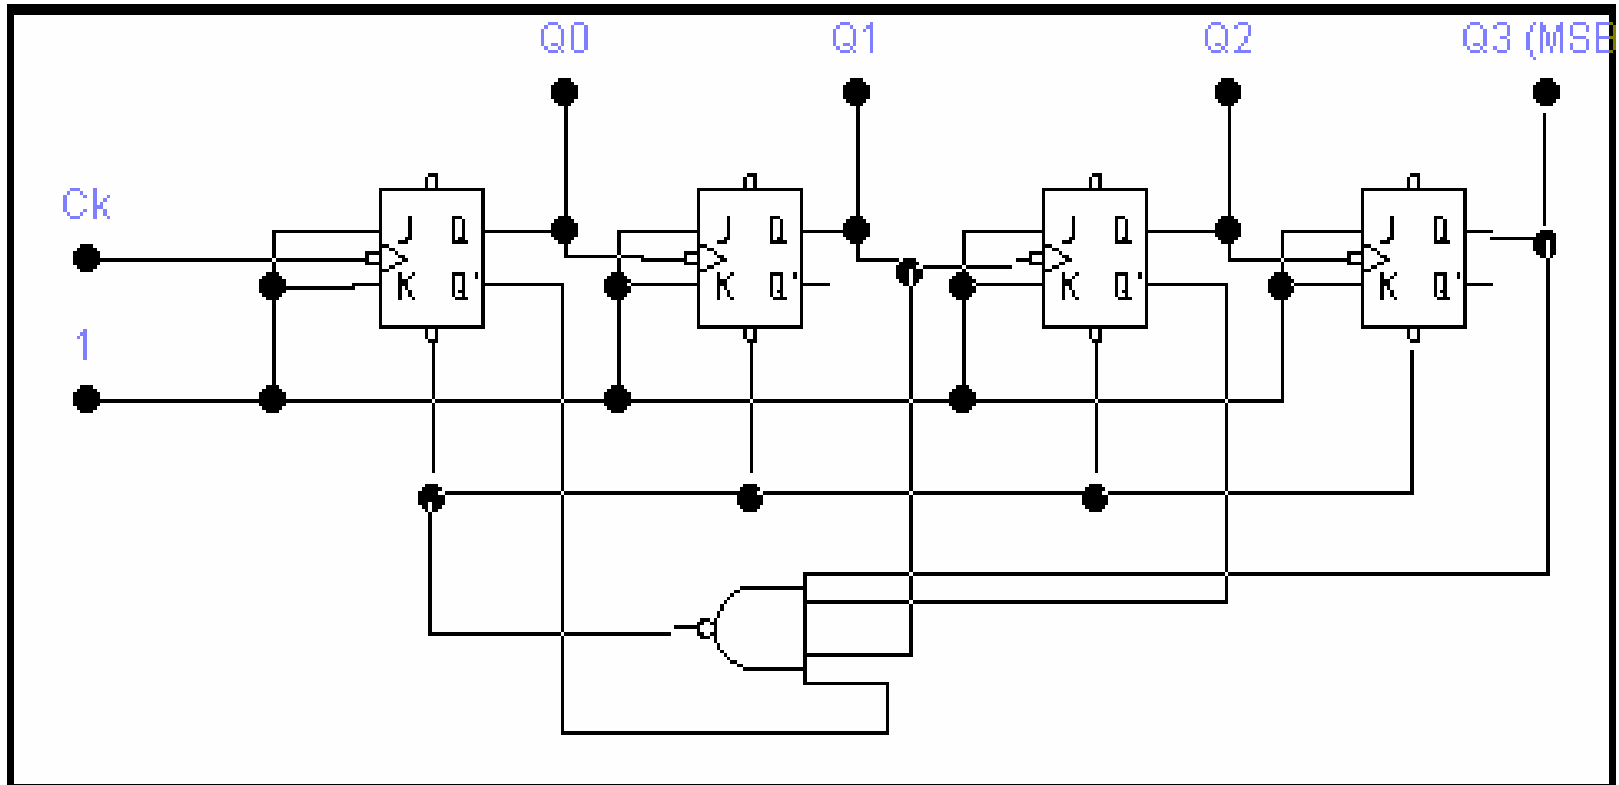 Q0 Q1 Q2 Q3 (MSB
Ck
J Q J Q J Q J Q
K Q' K Q' K Q' K Q'
1